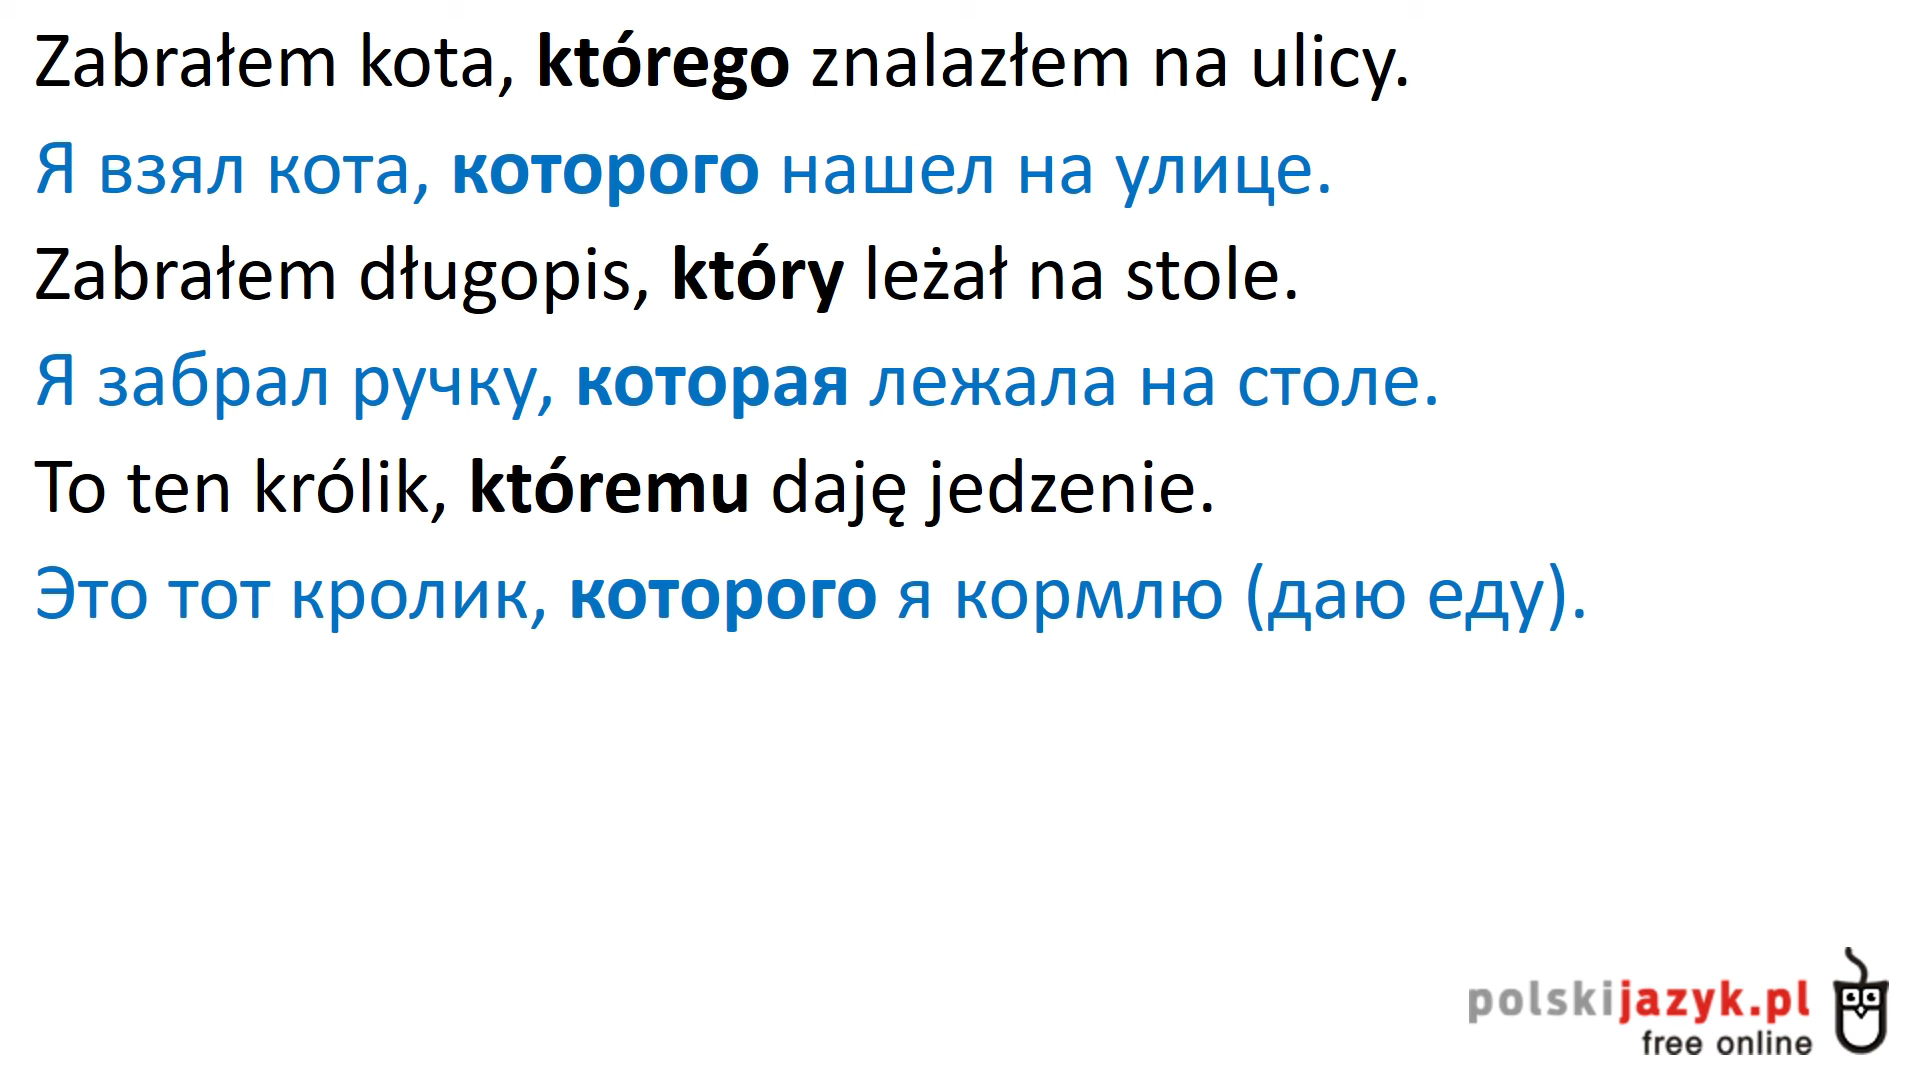 Zabrałem kota, którego znalazłem na ulicy.
Я взял кота, которого нашел на улице.
Zabrałem długopis, który leżał na stole.
Я забрал ручку, которая лежала на столе.
To ten królik, któremu daję jedzenie.
Это тот кролик, которого я кормлю (даю еду).
polskijazyk.pl
free online